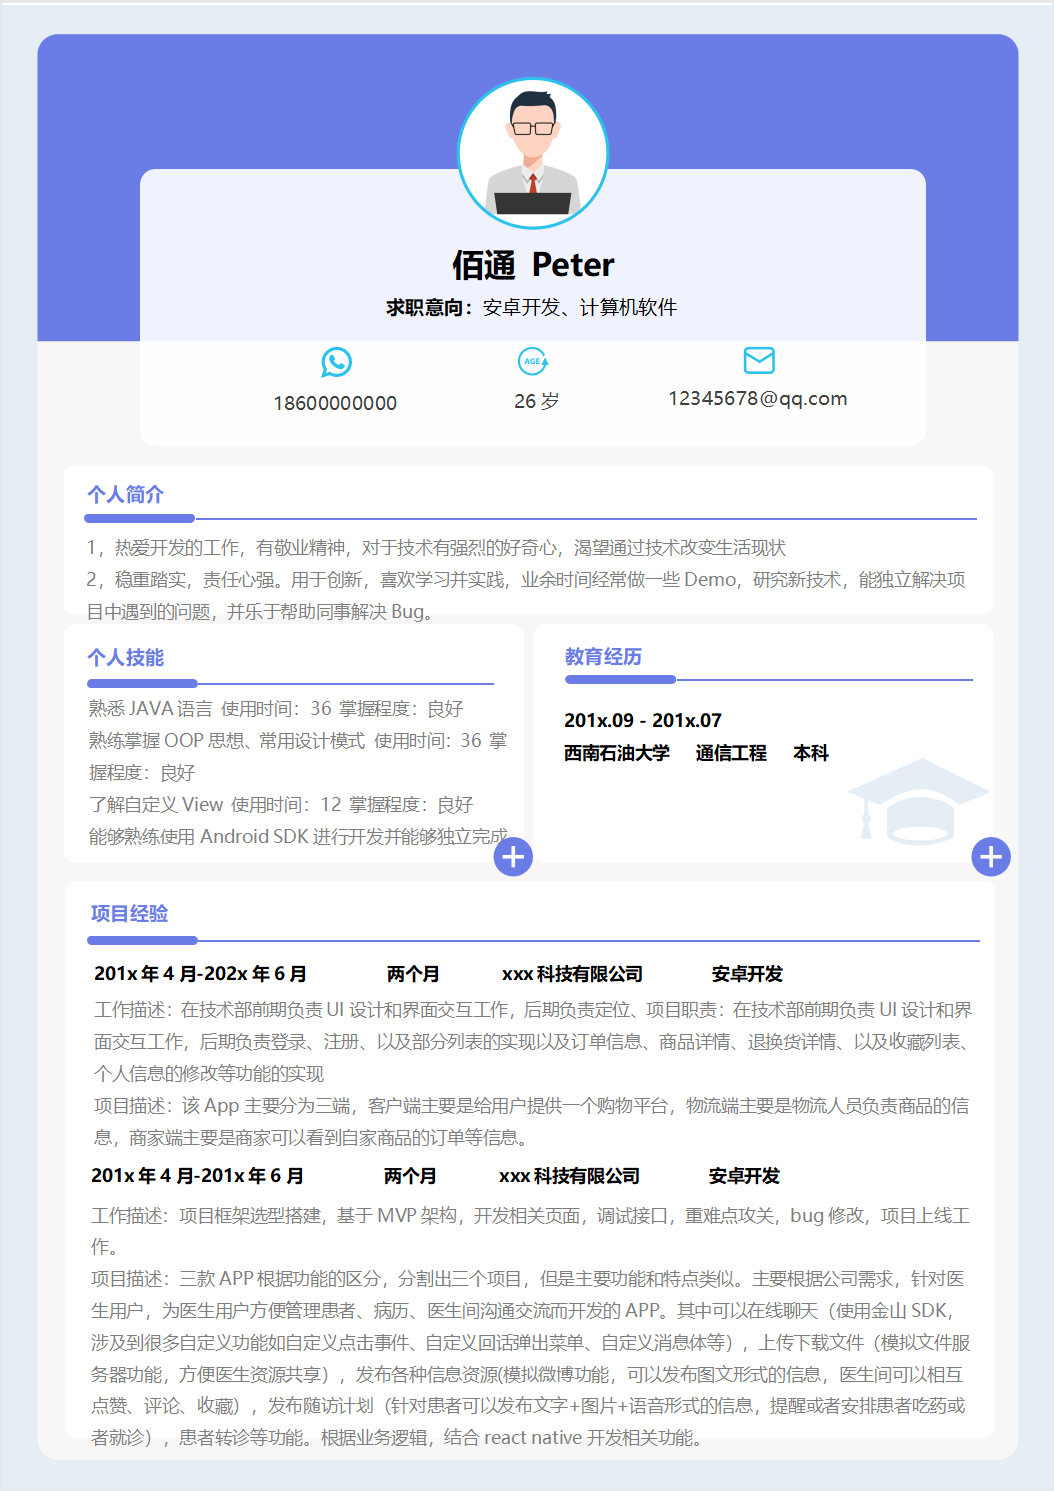 佰通 Peter
求职意向：安卓开发、计算机软件
AGE
18600000000
26 岁
12345678@qq.com
个人简介
1，热爱开发的工作，有敬业精神，对于技术有强烈的好奇心，渴望通过技术改变生活现状
2，稳重踏实，责任心强。用于创新，喜欢学习并实践，业余时间经常做一些 Demo，研究新技术，能独立解决项
目中遇到的问题，并乐于帮助同事解决 Bug。
个人技能
熟悉 JAVA 语言 使用时间：36 掌握程度：良好
熟练掌握 OOP 思想、常用设计模式 使用时间：36 掌
握程度：良好
了解自定义 View 使用时间：12 掌握程度：良好
能够熟练使用 Android SDK 进行开发并能够独立完成
教育经历
201x.09 - 201x.07
西南石油大学 通信工程 本科
项目经验
201x 年 4 月-202x 年 6 月 两个月 xxx 科技有限公司 安卓开发
工作描述：在技术部前期负责 UI 设计和界面交互工作，后期负责定位、项目职责：在技术部前期负责 UI 设计和界
面交互工作，后期负责登录、注册、以及部分列表的实现以及订单信息、商品详情、退换货详情、以及收藏列表、
个人信息的修改等功能的实现
项目描述：该 App 主要分为三端，客户端主要是给用户提供一个购物平台，物流端主要是物流人员负责商品的信
息，商家端主要是商家可以看到自家商品的订单等信息。
201x 年 4 月-201x 年 6 月 两个月 xxx 科技有限公司 安卓开发
工作描述：项目框架选型搭建，基于 MVP 架构，开发相关页面，调试接口，重难点攻关，bug 修改，项目上线工
作。
项目描述：三款 APP 根据功能的区分，分割出三个项目，但是主要功能和特点类似。主要根据公司需求，针对医
生用户，为医生用户方便管理患者、病历、医生间沟通交流而开发的 APP。其中可以在线聊天（使用金山 SDK，
涉及到很多自定义功能如自定义点击事件、自定义回话弹出菜单、自定义消息体等），上传下载文件（模拟文件服
务器功能，方便医生资源共享），发布各种信息资源(模拟微博功能，可以发布图文形式的信息，医生间可以相互
点赞、评论、收藏），发布随访计划（针对患者可以发布文字+图片+语音形式的信息，提醒或者安排患者吃药或
者就诊），患者转诊等功能。根据业务逻辑，结合 react native 开发相关功能。